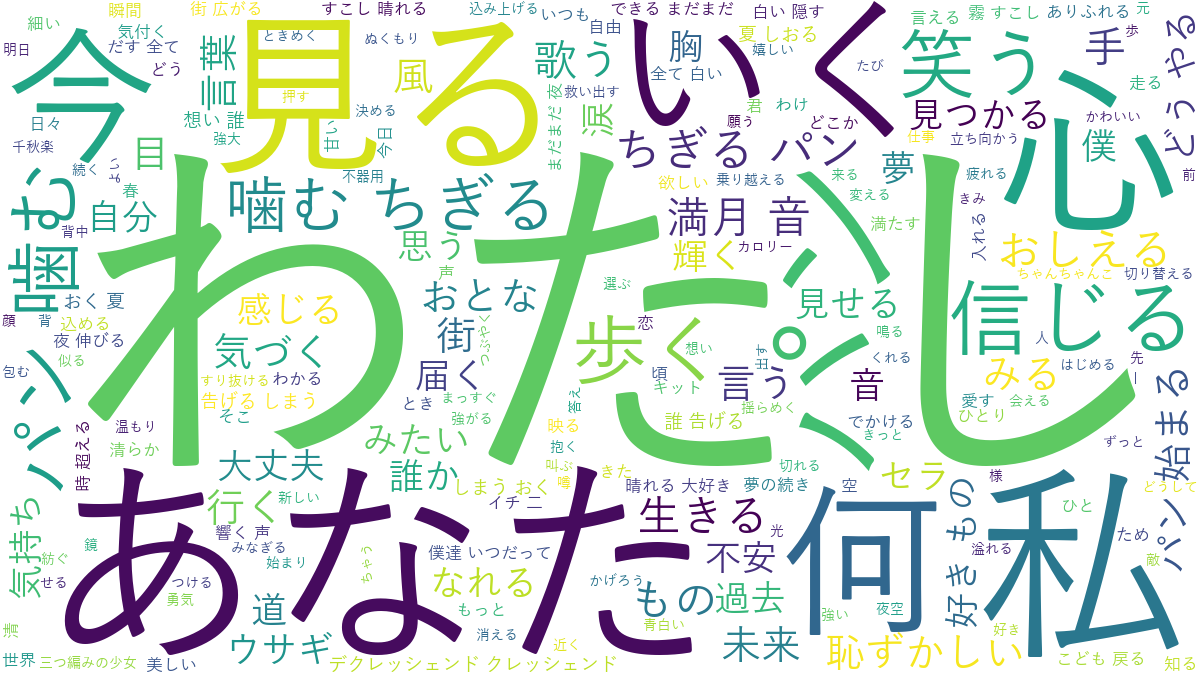 瞬間
街 広がる
すこし 晴れる
込み上げる
いつも
できる まだまだ
白い 隠す
霧 すこし
ありふれる
元
細い
気付く
ときめく
自由
夏 しおる
言える
歩
明日
だす 全て
どう
ぬくもり
歌う
胸
いく
笑う
手
どう やる
今
見る
風
言葉
押す
救い出す
全て 白い
嬉しい
たび
走る
日々
想い 誰
強大
決める
甘い
今日
まだまだ 夜
涙
君
わけ
願う
どこか
見つかる
仕事
立ち向かう
かわいい
千秋楽
続く
よい
目
不器用
ちぎる パン
夢
僕
心
前
噛む
春
自分
背中
噛む ちぎる
欲しい
乗り越える
来る
変える
疲れる
きみ
入れる
わたし
思う
満月 音
満たす
おしえる
おく 夏
声
輝く
カロリー
ちゃんちゃんこ
切り替える
顔
背
込める
感じる
おとな
選ぶ
パン
見せる
信じる
夜 伸びる
似る
気づく
街
つぶやく
恋
歩く
想い
出す
鳴る
人
はじめる
先
ー
包む
すり抜ける
わかる
届く
頃
キット
言う
音
くれる
みる
告げる しまう
とき
まっすぐ
答え
揺らめく
でかける
愛す
会える
ひとり
パン
そこ
強がる
誰 告げる
きっと
始まる
温もり
みたい
映る
ずっと
時 超える
清らか
抱く
大丈夫
誰か
叫ぶ
切れる
セラ
様
どうして
気持ち
行く
新しい
しまう おく
噂
きた
晴れる 大好き
夢の続き
空
好き もの
パン
あなた
イチ 二
生きる
何
私
ひと
響く 声
光
鏡
紡ぐ
みなぎる
僕達 いつだって
不安
ため
溢れる
敵
せる
つける
始まり
ちゃう
なれる
かげろう
勇気
道
もっと
もの
過去
強い
夜空
清
ウサギ
消える
近く
青白い
未来
恥ずかしい
好き
世界
三つ編みの少女
美しい
デクレッシェンド クレッシェンド
こども 戻る
知る